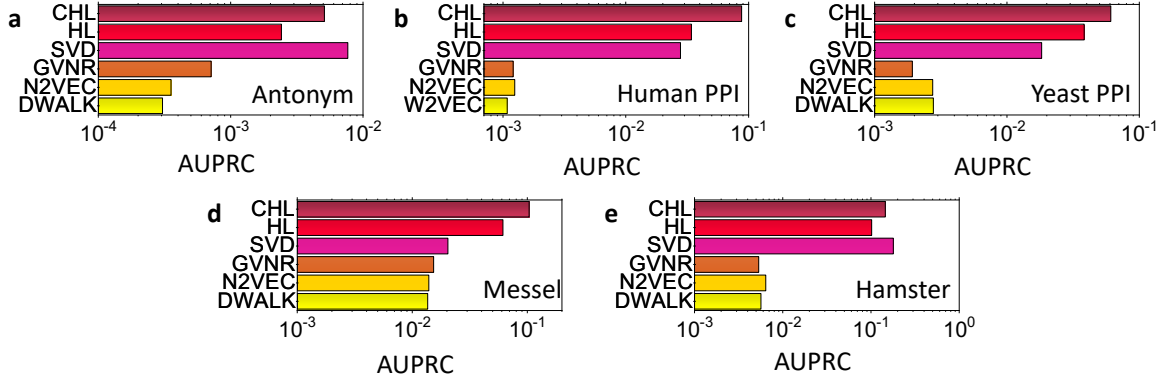 a
CHL
HL
SVD
GVNR
N2VEC
DWALK
Antonym
10-4
10-3
10-2
AUPRC
b
CHL
HL
SVD
GVNR
N2VEC
W2VEC
Human PPI
10-3
10-2
10-1
AUPRC
c
CHL
HL
SVD
GVNR
N2VEC
DWALK
Yeast PPI
10-3
10-2
10-1
AUPRC
d
CHL
HL
SVD
GVNR
N2VEC
DWALK
Messel
10-3
10-2
10-1
AUPRC
e
CHL
HL
SVD
GVNR
N2VEC
DWALK
Hamster
10-3
10-2
10-1
100
AUPRC